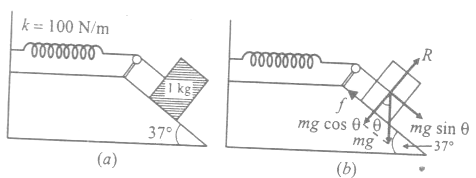 k = 100 N/m
1 kg
37°
(a)
R
f
mg cos θ
θ
mg
mg sin θ
37°
(b)